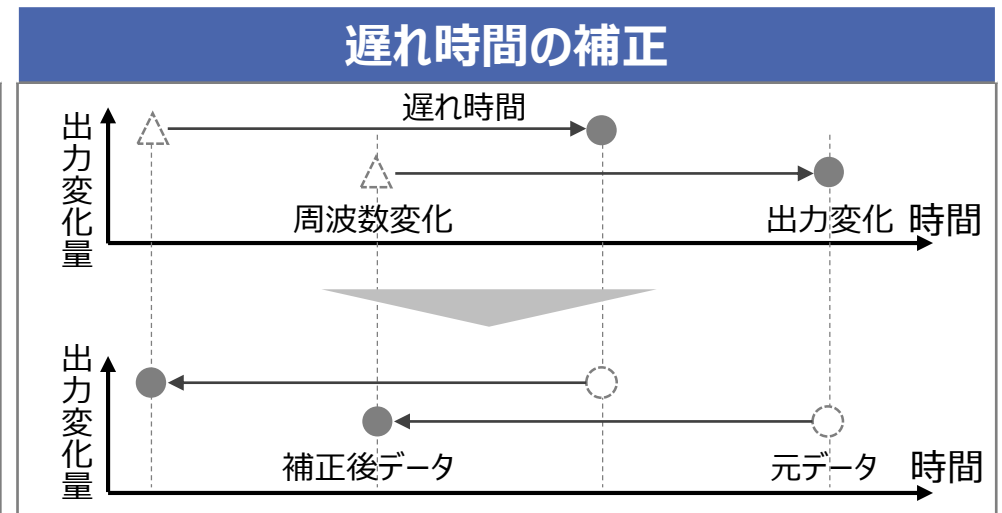 遅れ時間の補正
遅れ時間
出力変化量
周波数変化
出力変化
時間
出力変化量
補正後データ
元データ
時間